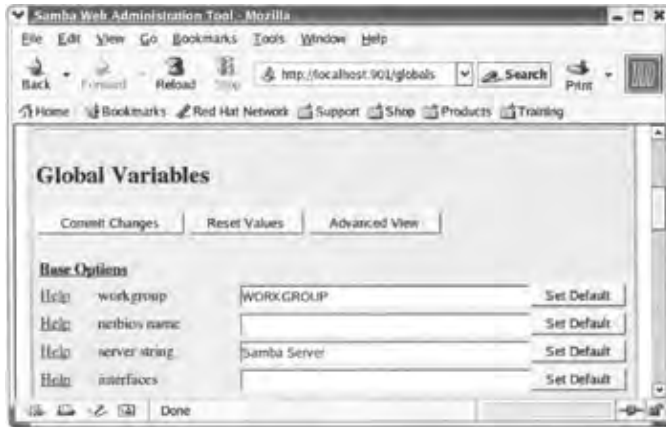 Samba Web Administration Tool - Mozilla
File Edit View Go Bookmarks Tools Window Help
Back Forward Reload Stop http://localhost:901/globals Search Print
Home Bookmarks Red Hat Network Support Shop Products Training
Global Variables
Commit Changes Reset Values Advanced View
Base Options
Help workgroup WORKGROUP Set Default
Help netbios name Set Default
Help server string Samba Server Set Default
Help interfaces Set Default
Done